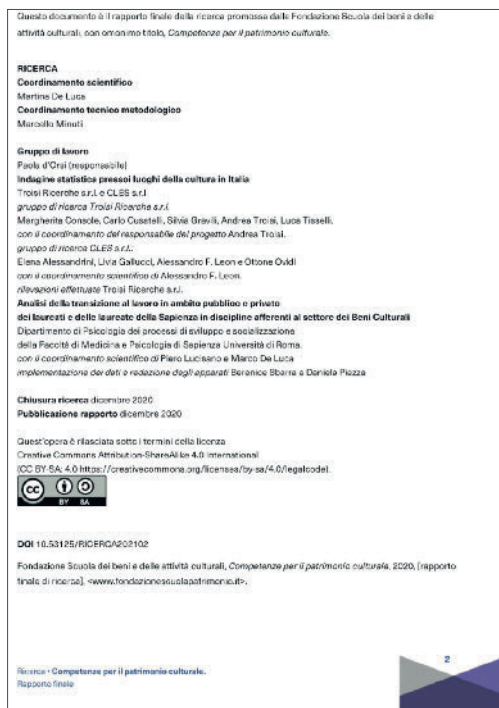 Questo documento è il rapporto finale della ricerca promossa dalla Fondazione Scuola dei beni e delle
attività culturali, con omonimo titolo, Competenze per il patrimonio culturale.
RICERCA
Coordinamento scientifico
Martina De Luca
Coordinamento tecnico metodologico
Marcello Minuti
Gruppo di lavoro
Paola d'Orsi (responsabile)
Indagine statistica presso i luoghi della cultura in Italia
Troisi Ricerche s.r.l. e CLES s.r.l.
gruppo di ricerca Troisi Ricerche s.r.l.
Margherita Console, Carlo Cusatelli, Silvia Gravili, Andrea Troisi, Luca Tisselli.
con il coordinamento del responsabile del progetto Andrea Troisi.
gruppo di ricerca CLES s.r.l.:
Elena Alessandrini, Livia Gallucci, Alessandro F. Leon e Ottone Ovidi
con il coordinamento scientifico di Alessandro F. Leon.
rilevazioni effettuate Troisi Ricerche s.r.l.
Analisi della transizione al lavoro in ambito pubblico e privato
dei laureati e delle laureate della Sapienza in discipline afferenti al settore dei Beni Culturali
Dipartimento di Psicologia dei processi di sviluppo e socializzazione
della Facoltà di Medicina e Psicologia di Sapienza Università di Roma.
con il coordinamento scientifico di Piero Lucisano e Marco De Luca
implementazione dei dati e redazione degli apparati Berenice Sbarra e Daniela Piazza
Chiusura ricerca dicembre 2020
Pubblicazione rapporto dicembre 2020
Quest'opera è rilasciata sotto i termini della licenza
Creative Commons Attribution-ShareAlike 4.0 International
(CC BY-SA: 4.0 https://creativecommons.org/licenses/by-sa/4.0/legalcode).
cc
BY SA
DOI 10.53125/RICERCA202102
Fondazione Scuola dei beni e delle attività culturali, Competenze per il patrimonio culturale, 2020, [rapporto
finale di ricerca], <www.fondazionescuolapatrimonio.it>.
2
Ricerca • Competenze per il patrimonio culturale.
Rapporto finale